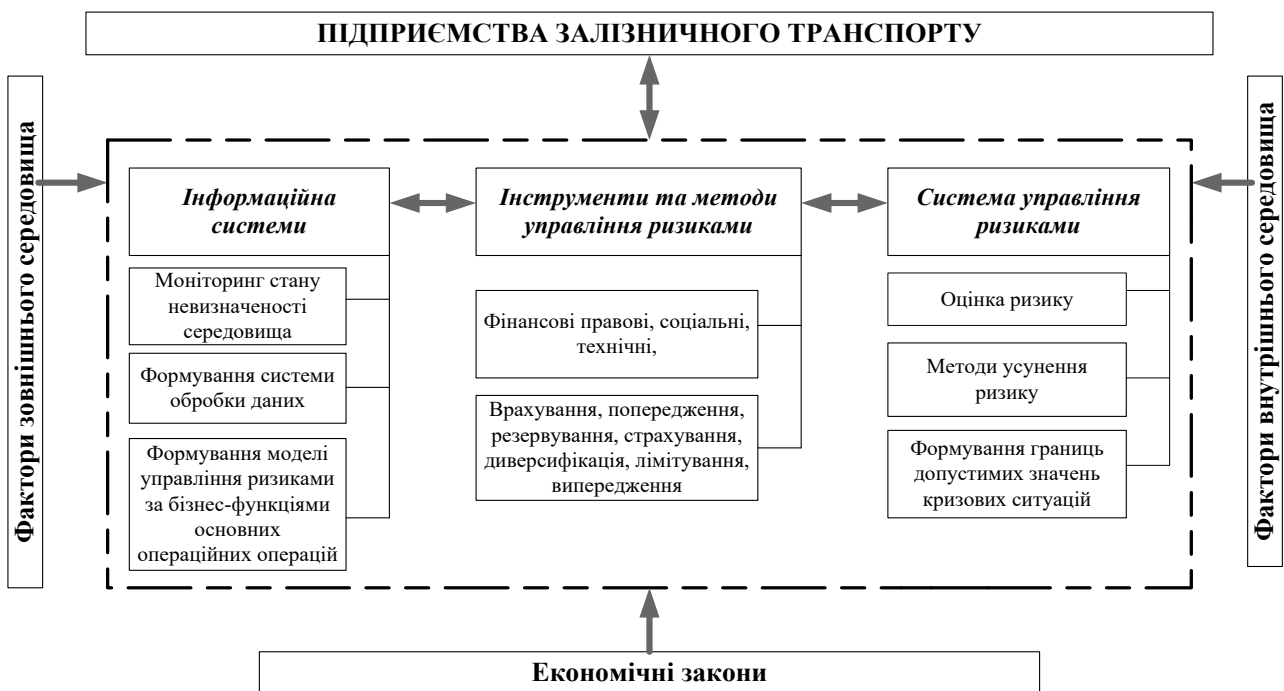 ПІДПРИЄМСТВА ЗАЛІЗНИЧНОГО ТРАНСПОРТУ
Фактори зовнішнього середовища
Інформаційна
системи
Моніторинг стану
невизначеності
середовища
Формування системи
обробки даних
Формування моделі
управління ризиками
за бізнес-функціями
основних
операційних операцій
Інструменти та методи
управління ризиками
Фінансові правові, соціальні,
технічні,
Врахування, попередження,
резервування, страхування,
диверсифікація, лімітування,
випередження
Система управління
ризиками
Оцінка ризику
Методи усунення
ризику
Формування границь
допустимих значень
кризових ситуацій
Фактори внутрішнього середовища
Економічні закони